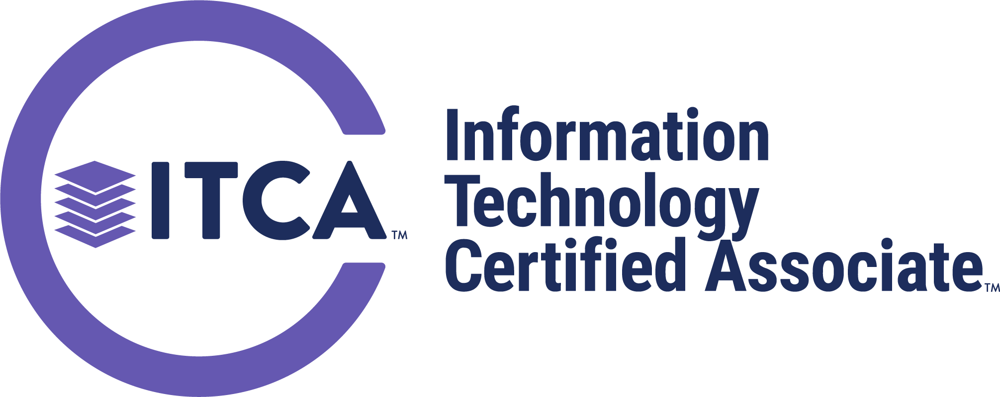 ITCA™
Information
Technology
Certified Associate™